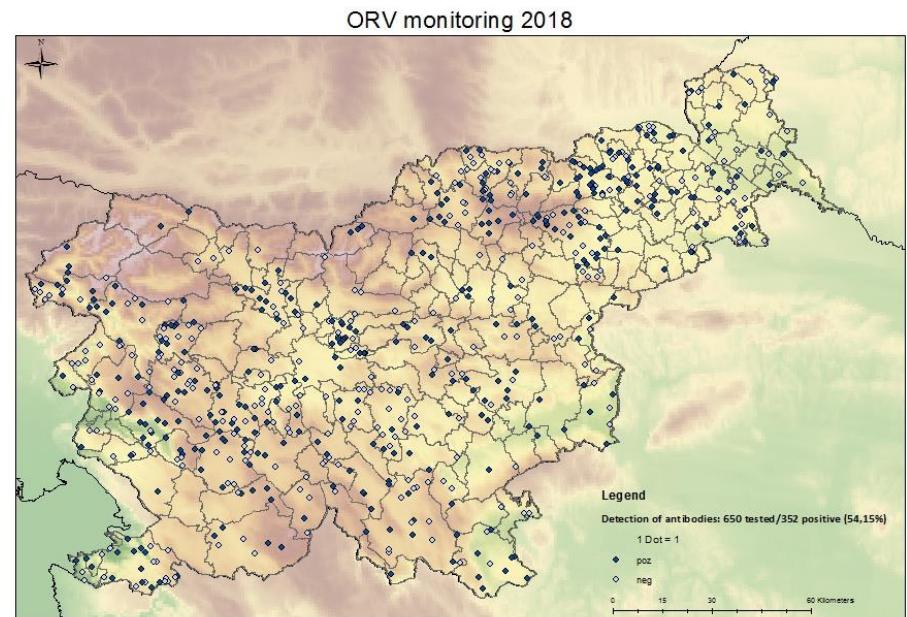 ORV monitoring 2018
N
Legend
Detection of antibodies: 650 tested/352 positive (54,15%)
1 Dot = 1
poz
neg
0 15 30 60 Kilometers